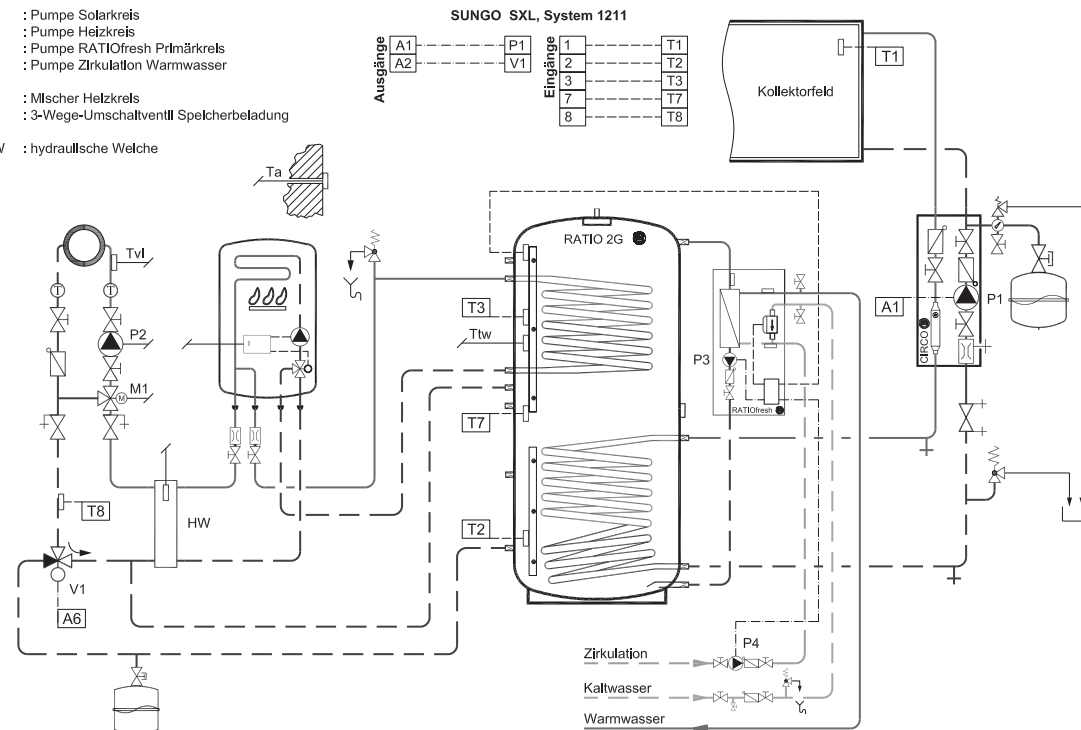 : Pumpe Solarkreis
: Pumpe Heizkreis
: Pumpe RATIOfresh Primärkreis
: Pumpe Zirkulation Warmwasser
: Mischer Heizkreis
: 3-Wege-Umschaltventil Speicherbeladung
: hydraulische Weiche
SUNGO SXL, System 1211
Ausgänge
A1 P1
A2 V1
Eingänge
1 T1
2 T2
3 T3
7 T7
8 T8
T1
Kollektorfeld
Ta
Tvl
T
T
P2
M1
M
RATIO 2G
T3
Ttw
T7
T2
P3
RATIOfresh
A1
P1
CIRCO
T8
HW
V1
A6
P4
Zirkulation
Kaltwasser
Warmwasser